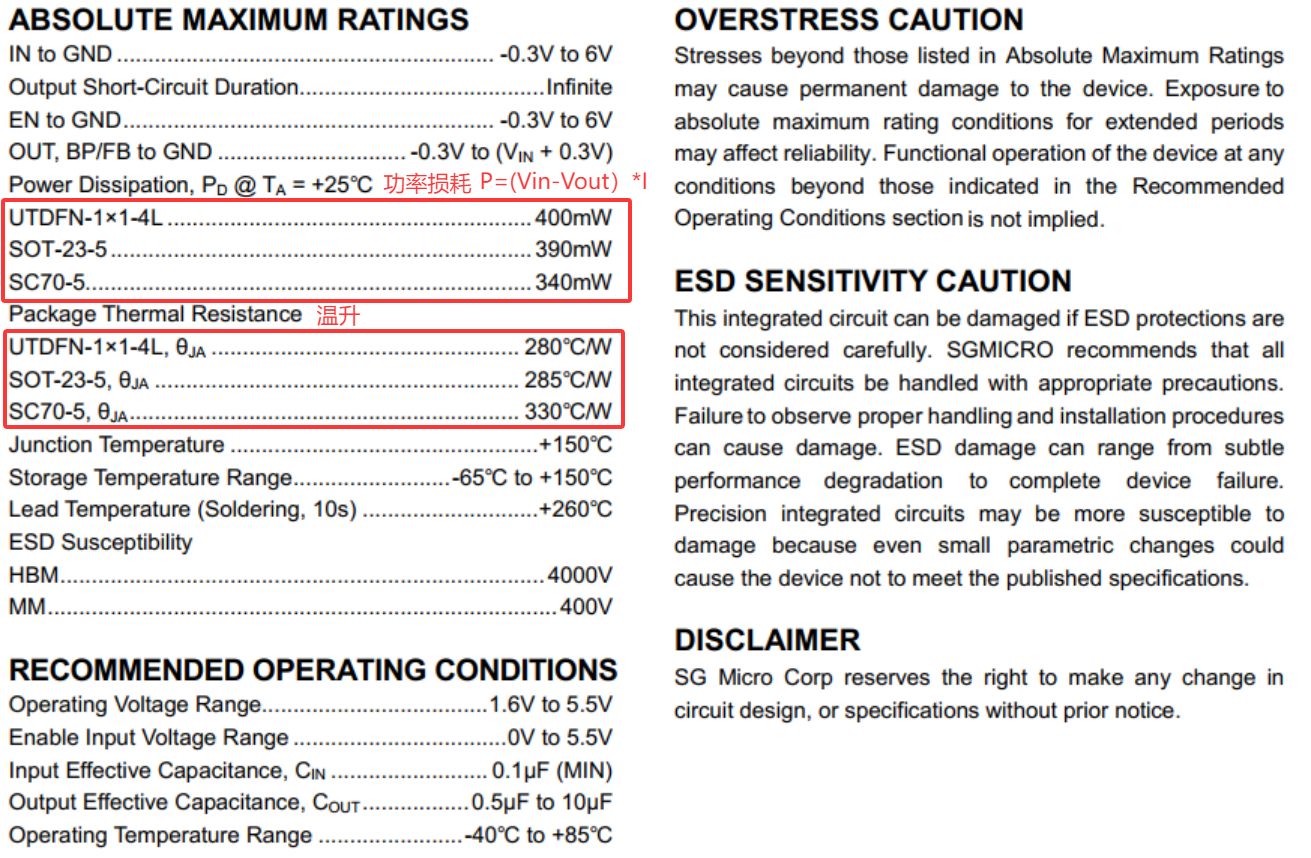 ABSOLUTE MAXIMUM RATINGS
IN to GND ............................................................ -0.3V to 6V
Output Short-Circuit Duration.......................................Infinite
EN to GND........................................................... -0.3V to 6V
OUT, BP/FB to GND .............................. -0.3V to (VIN + 0.3V)
Power Dissipation, PD @ TA = +25℃ 功率损耗 P=(Vin-Vout）*I
UTDFN-1×1-4L..........................................................400mW
SOT-23-5...................................................................390mW
SC70-5.......................................................................340mW
Package Thermal Resistance 温升
UTDFN-1×1-4L, θJA ................................................. 280℃/W
SOT-23-5, θJA .......................................................... 285℃/W
SC70-5, θJA.............................................................. 330℃/W
Junction Temperature .................................................+150℃
Storage Temperature Range.........................-65℃ to +150℃
Lead Temperature (Soldering, 10s) ............................+260℃
ESD Susceptibility
HBM.............................................................................4000V
MM.................................................................................400V
RECOMMENDED OPERATING CONDITIONS
Operating Voltage Range....................................1.6V to 5.5V
Enable Input Voltage Range ..................................0V to 5.5V
Input Effective Capacitance, CIN ......................... 0.1μF (MIN)
Output Effective Capacitance, COUT.................0.5μF to 10μF
Operating Temperature Range .......................-40℃ to +85℃
OVERSTRESS CAUTION
Stresses beyond those listed in Absolute Maximum Ratings
may cause permanent damage to the device. Exposure to
absolute maximum rating conditions for extended periods
may affect reliability. Functional operation of the device at any
conditions beyond those indicated in the Recommended
Operating Conditions section is not implied.
ESD SENSITIVITY CAUTION
This integrated circuit can be damaged if ESD protections are
not considered carefully. SGMICRO recommends that all
integrated circuits be handled with appropriate precautions.
Failure to observe proper handling and installation procedures
can cause damage. ESD damage can range from subtle
performance degradation to complete device failure.
Precision integrated circuits may be more susceptible to
damage because even small parametric changes could
cause the device not to meet the published specifications.
DISCLAIMER
SG Micro Corp reserves the right to make any change in
circuit design, or specifications without prior notice.